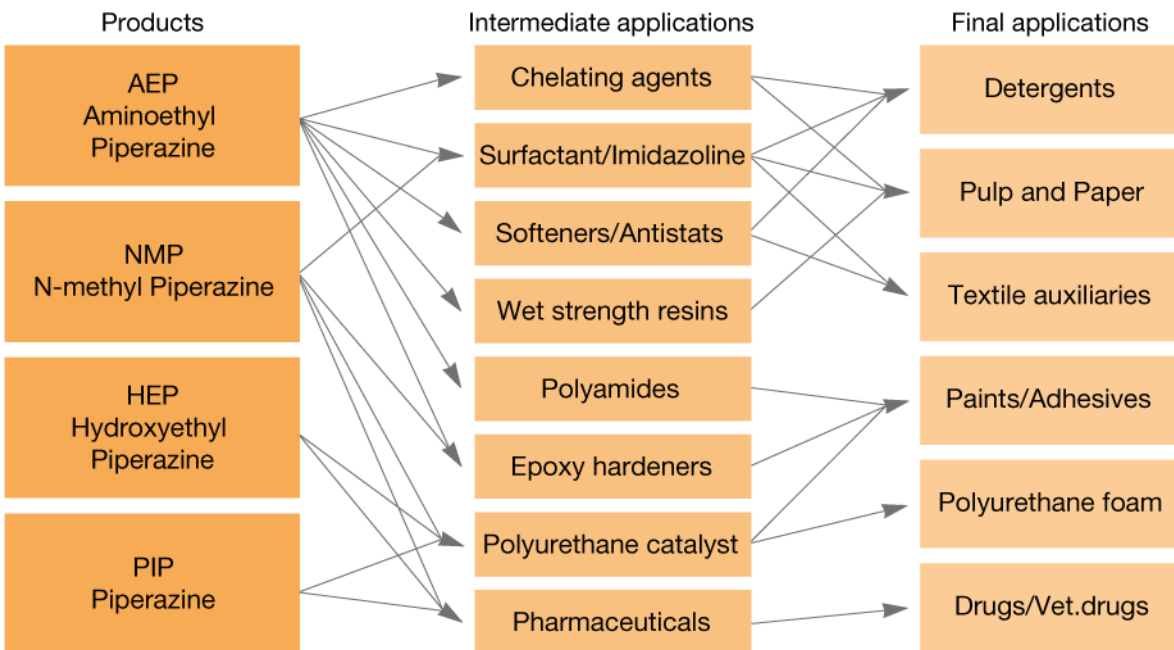 Products
Intermediate applications
Final applications
AEP
Aminoethyl
Piperazine
NMP
N-methyl Piperazine
HEP
Hydroxyethyl
Piperazine
PIP
Piperazine
Chelating agents
Surfactant/Imidazoline
Softeners/Antistats
Wet strength resins
Polyamides
Epoxy hardeners
Polyurethane catalyst
Pharmaceuticals
Detergents
Pulp and Paper
Textile auxiliaries
Paints/Adhesives
Polyurethane foam
Drugs/Vet.drugs